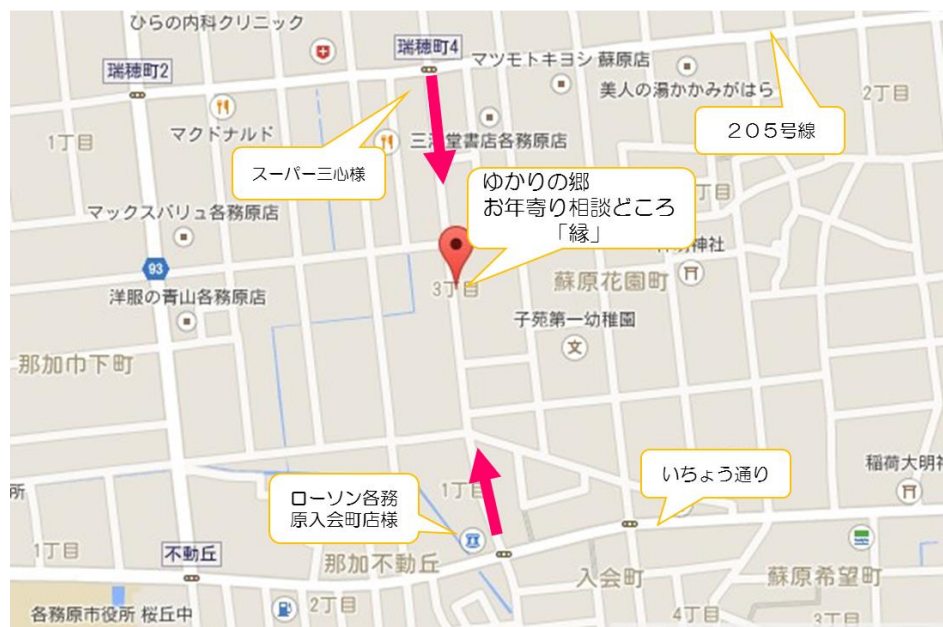 ひらの内科クリニック
瑞穂町4
マツモトキヨシ 蘇原店
瑞穂町2
美人の湯かかみがはら
2丁目
1丁目
マクドナルド
三洋堂書店各務原店
205号線
スーパー三心様
ゆかりの郷
お年寄り相談どころ
「縁」
丁目
マックスバリュ各務原店
神社
93
3丁目
蘇原花園町
洋服の青山各務原店
子苑第一幼稚園
文
那加巾下町
いちょう通り
稲荷大明神
所
ローソン各務
原入会町店様
1丁目
1丁目
不動丘
那加不動丘
入会町
蘇原希望町
各務原市役所 桜丘中
2丁目
4丁目
3丁目